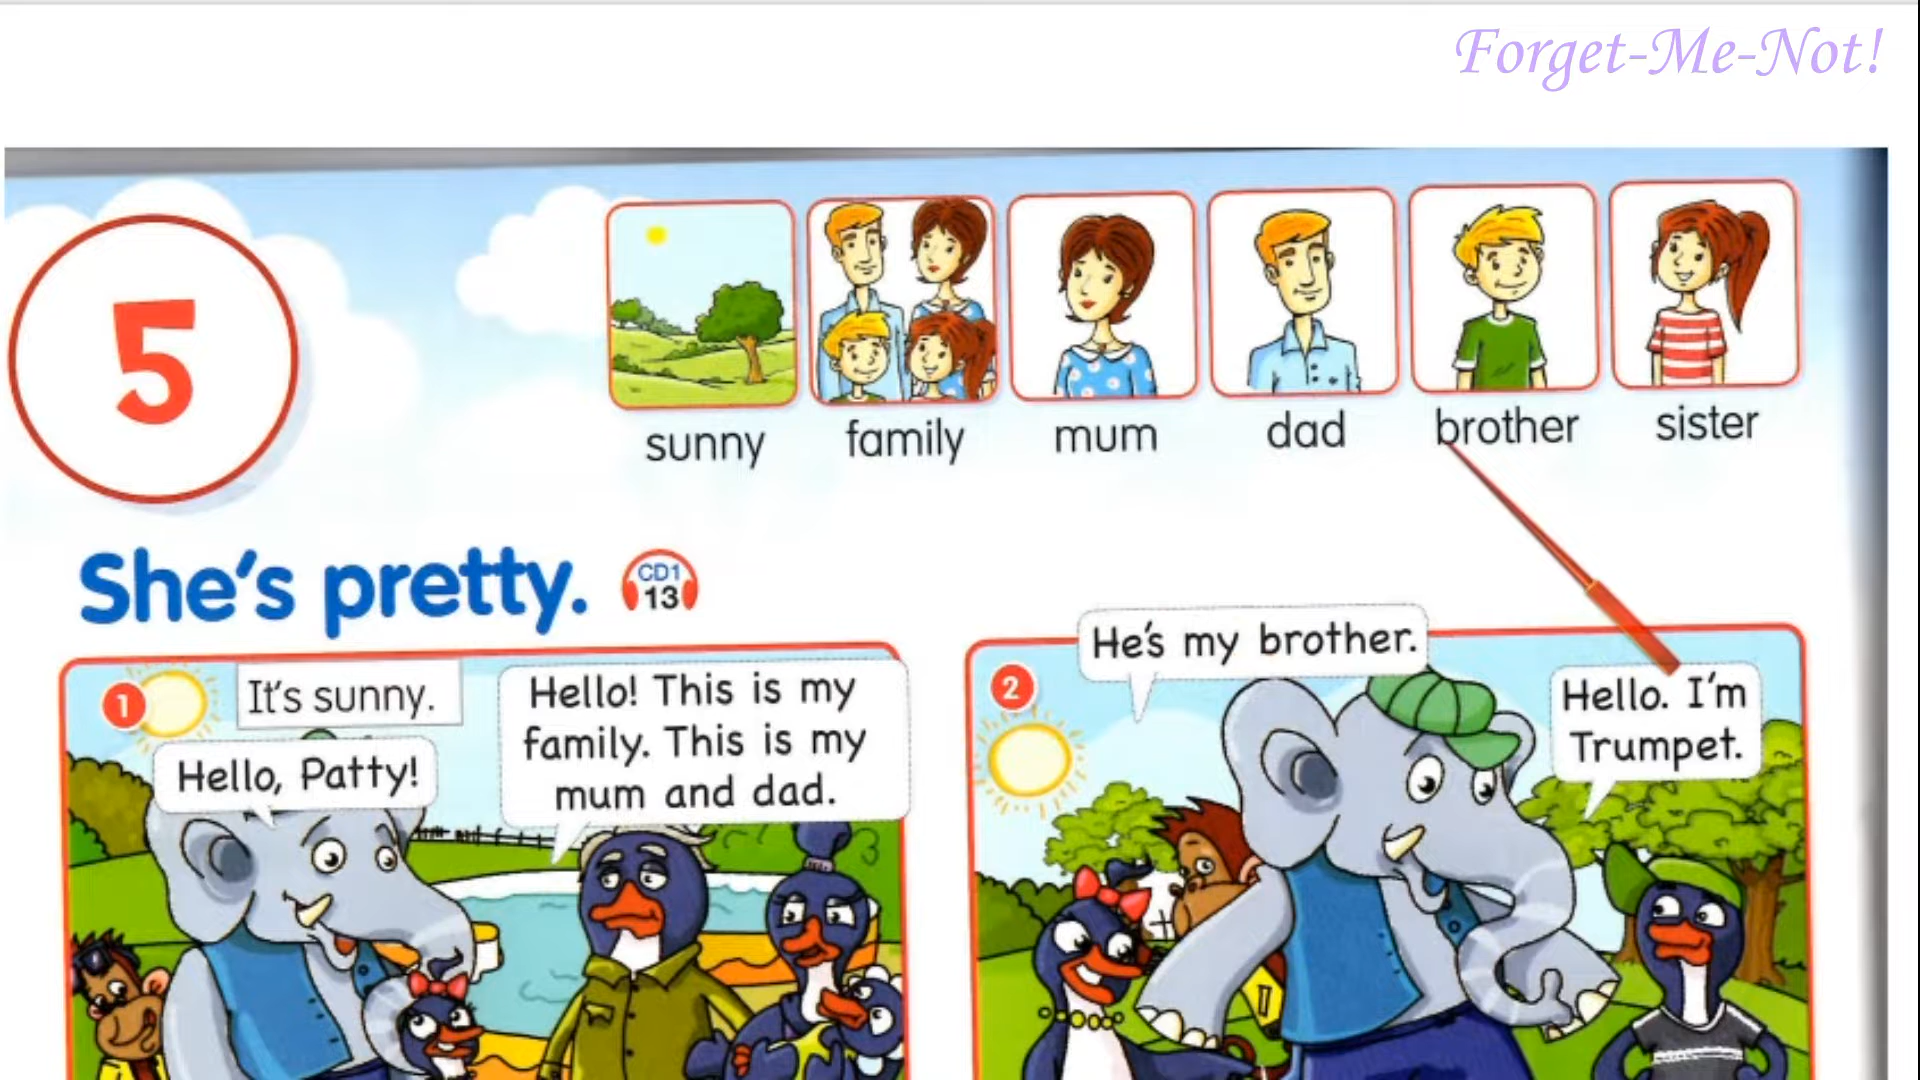 Forget-Me-Not!
5
sunny
family
mum
dad
brother
sister
She's pretty.
CD1
13
1
It's sunny.
Hello, Patty!
Hello! This is my
family. This is my
mum and dad.
2
He's my brother.
Hello. I'm
Trumpet.